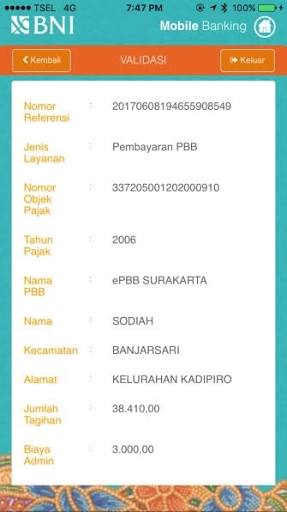 TSEL 4G 7:47 PM 100%
BNI Mobile Banking
Kembali VALIDASI Keluar
Nomor Referensi : 20170608194655908549
Jenis Layanan : Pembayaran PBB
Nomor Objek Pajak : 337205001202000910
Tahun Pajak : 2006
Nama PBB : ePBB SURAKARTA
Nama : SODIAH
Kecamatan : BANJARSARI
Alamat : KELURAHAN KADIPIRO
Jumlah Tagihan : 38.410,00
Biaya Admin : 3.000,00